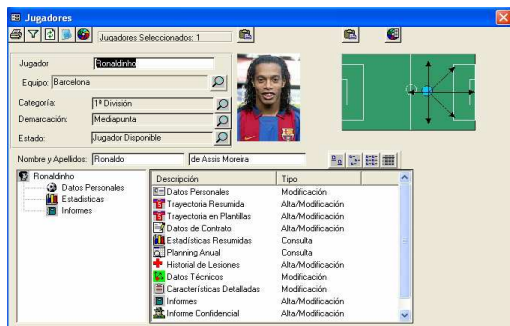 Jugadores
Jugadores Seleccionados: 1
Jugador Ronaldinho
Equipo: Barcelona
Categoría: 1ª División
Demarcación: Mediapunta
Estado: Jugador Disponible
Nombre y Apellidos: Ronaldo de Assis Moreira
Ronaldinho
Datos Personales
Estadísticas
Informes
Descripción Tipo
Datos Personales Modificación
Trayectoria Resumida Alta/Modificación
Trayectoria en Plantillas Alta/Modificación
Datos de Contrato Alta/Modificación
Estadísticas Resumidas Consulta
Planning Anual Consulta
Historial de Lesiones Alta/Modificación
Datos Técnicos Modificación
Características Detalladas Modificación
Informes Alta/Modificación
Informe Confidencial Alta/Modificación